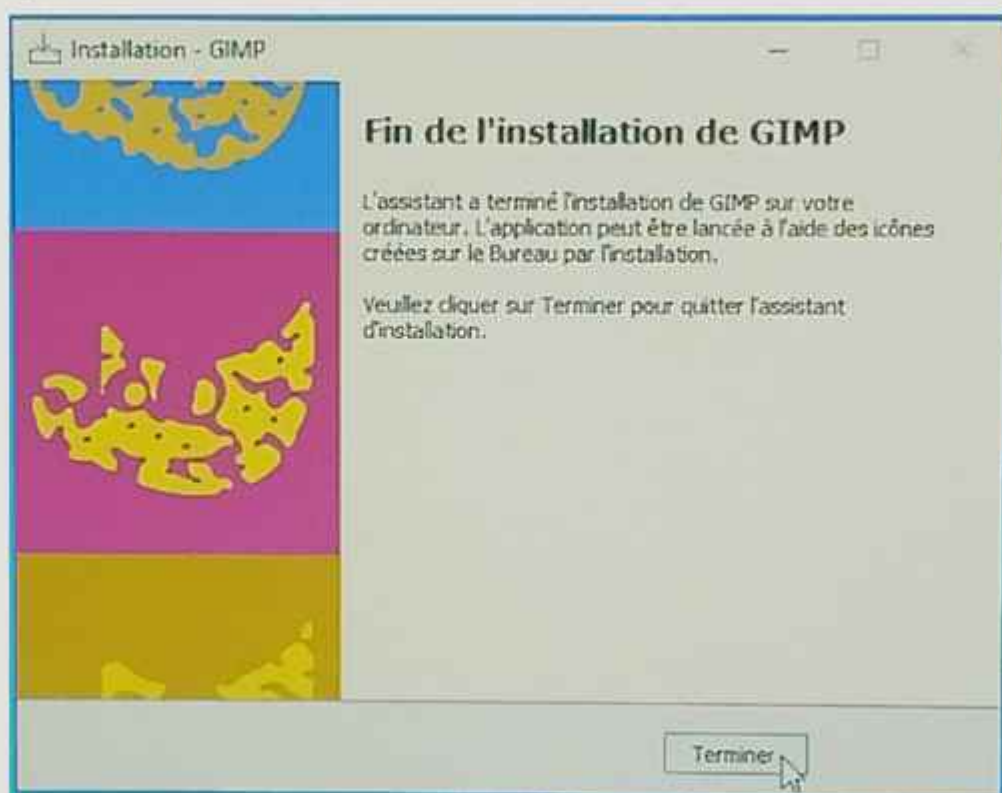 Installation - GIMP
Fin de l'installation de GIMP
L'assistant a terminé l'installation de GIMP sur votre
ordinateur. L'application peut être lancée à l'aide des icônes
créées sur le Bureau par l'installation.
Veuillez cliquer sur Terminer pour quitter l'assistant
d'installation.
Terminer